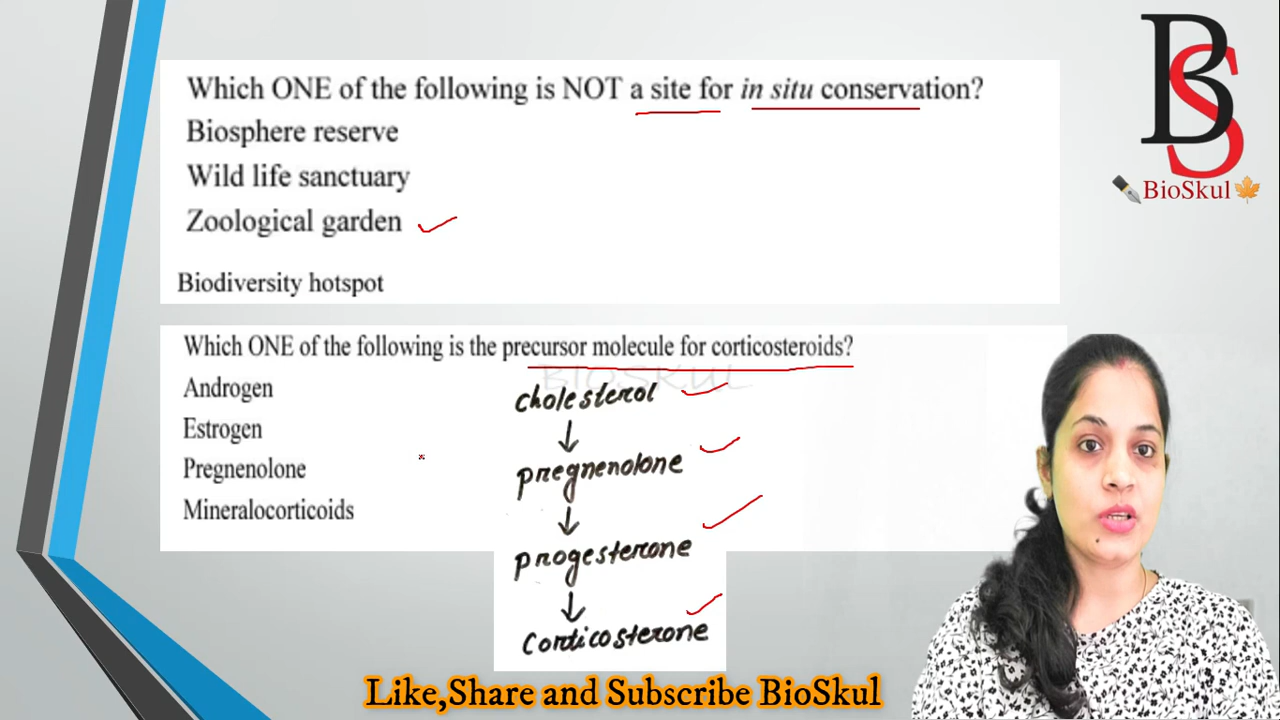 Which ONE of the following is NOT a site for in situ conservation?
Biosphere reserve
Wild life sanctuary
Zoological garden
Biodiversity hotspot
BS
BioSkul
Which ONE of the following is the precursor molecule for corticosteroids?
BIOSKUL
Androgen
Estrogen
Pregnenolone
Mineralocorticoids
cholesterol
pregnenolone
progesterone
corticosterone
Like,Share and Subscribe BioSkul